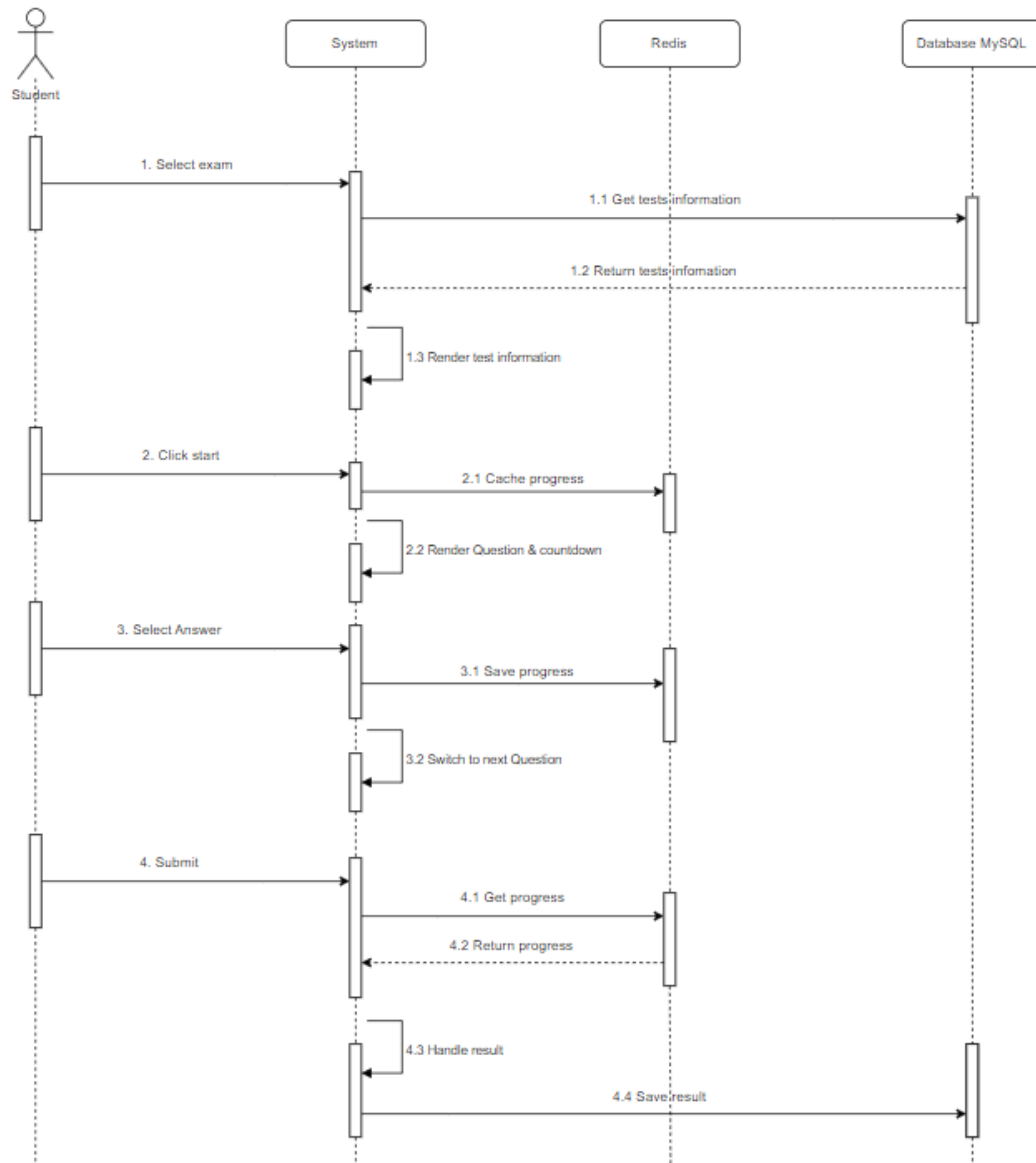 System
Redis
Database MySQL
Student
1. Select exam
1.1 Get tests information
1.2 Return tests infomation
1.3 Render test information
2. Click start
2.1 Cache progress
2.2 Render Question & countdown
3. Select Answer
3.1 Save progress
3.2 Switch to next Question
4. Submit
4.1 Get progress
4.2 Return progress
4.3 Handle result
4.4 Save result